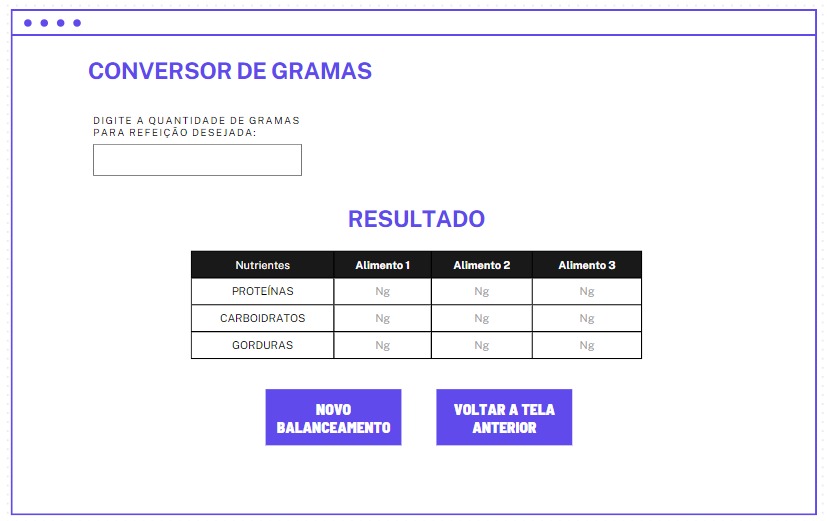 CONVERSOR DE GRAMAS
DIGITE A QUANTIDADE DE GRAMAS
PARA REFEIÇÃO DESEJADA:
RESULTADO
Nutrientes Alimento 1 Alimento 2 Alimento 3
PROTEÍNAS Ng Ng Ng
CARBOIDRATOS Ng Ng Ng
GORDURAS Ng Ng Ng
NOVO
BALANCEAMENTO
VOLTAR A TELA
ANTERIOR